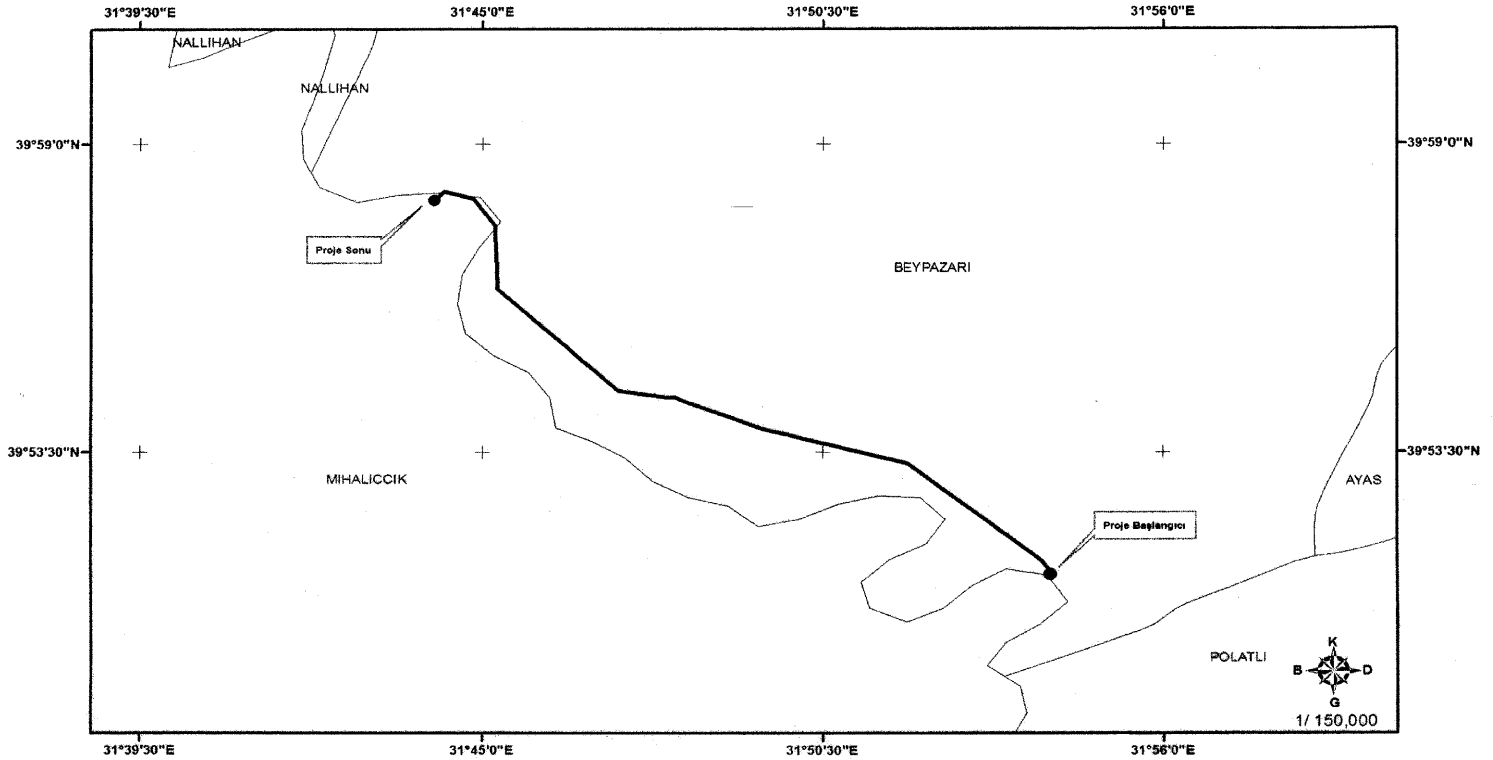 31°39'30"E
31°45'0"E
31°50'30"E
31°56'0"E
NALLIHAN
NALLIHAN
39°59'0"N
39°59'0"N
Proje Sonu
BEYPAZARI
39°53'30"N
39°53'30"N
MIHALICCIK
AYAS
Proje Başlangıcı
POLATLI
K
B
D
G
1/ 150,000
31°39'30"E
31°45'0"E
31°50'30"E
31°56'0"E